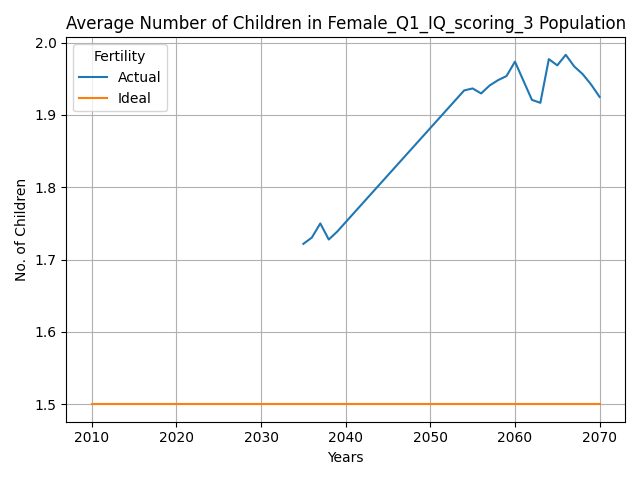 Average Number of Children in Female_Q1_IQ_scoring_3 Population
2.0
1.9
1.8
1.7
1.6
1.5
No. of Children
Fertility
Actual
Ideal
2010 2020 2030 2040 2050 2060 2070
Years